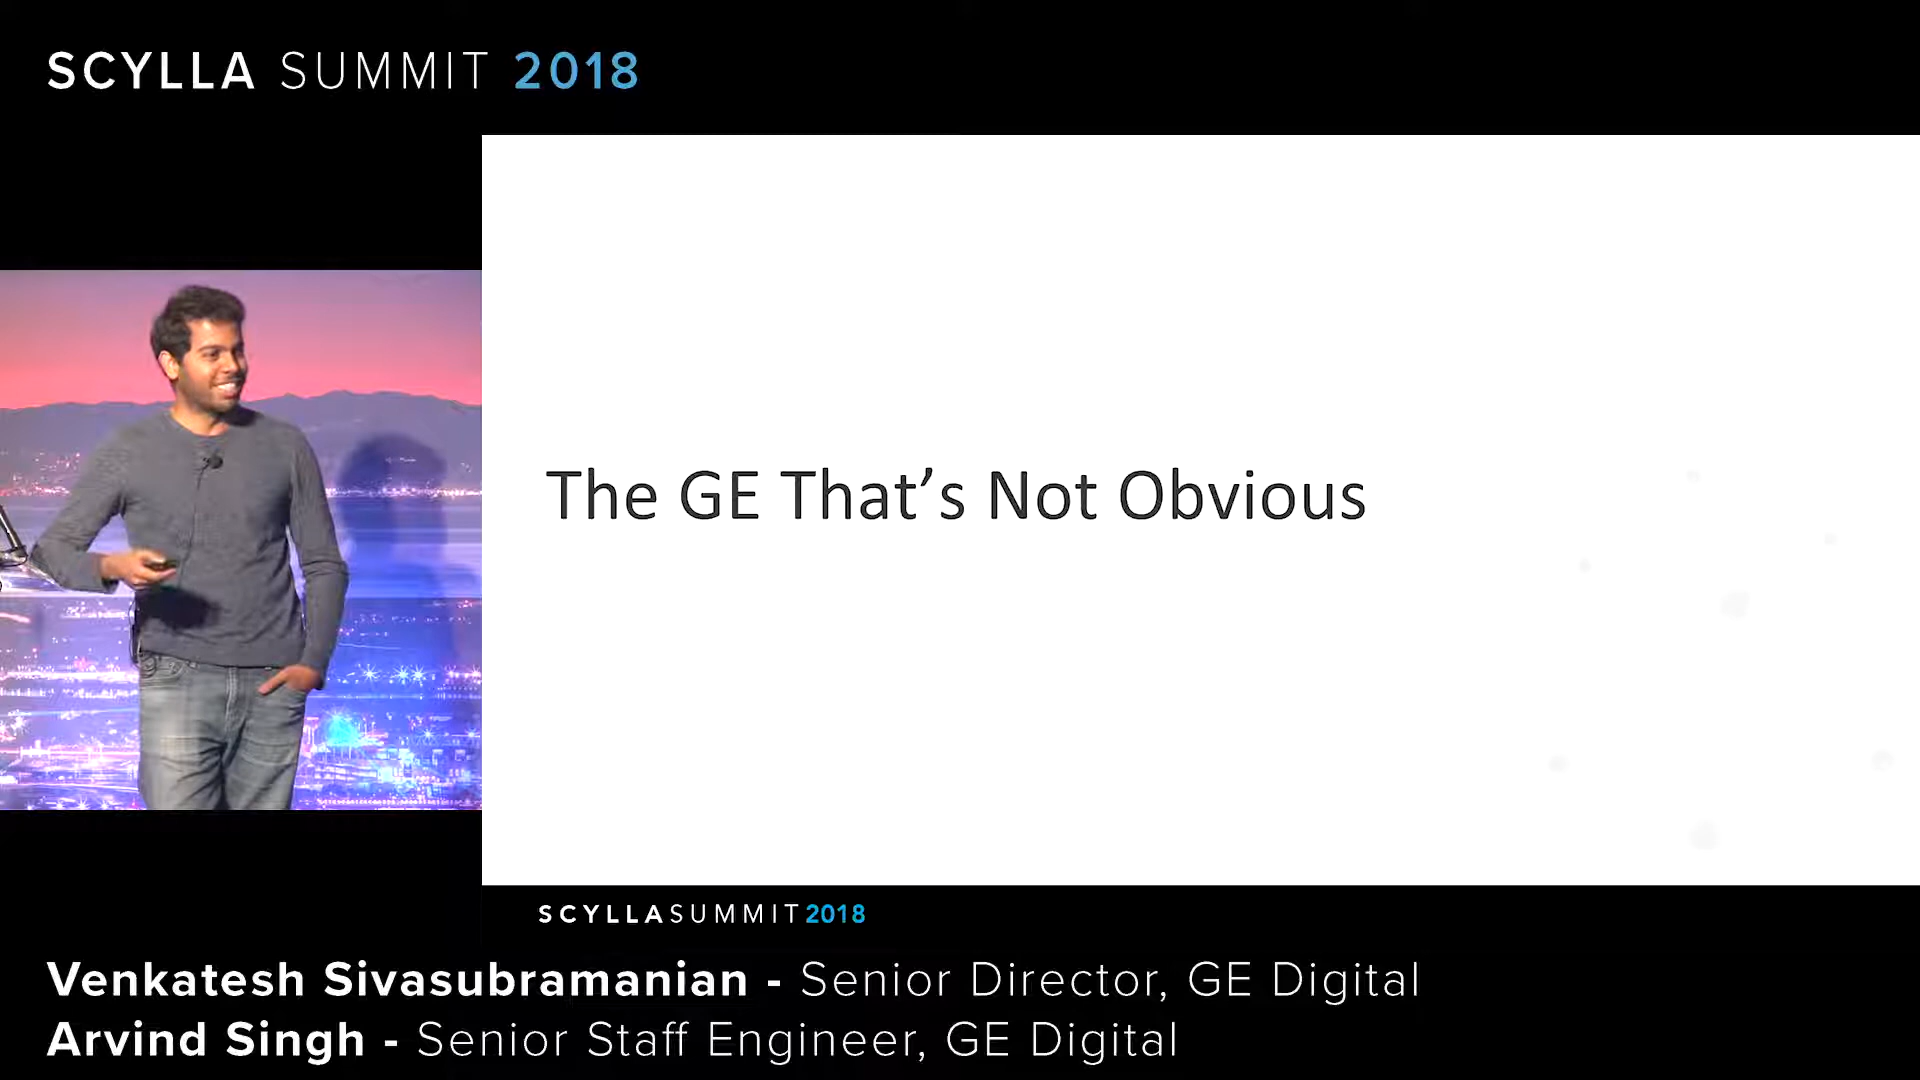 SCYLLA SUMMIT 2018
The GE That’s Not Obvious
SCYLLASUMMIT2018
Venkatesh Sivasubramanian - Senior Director, GE Digital
Arvind Singh - Senior Staff Engineer, GE Digital